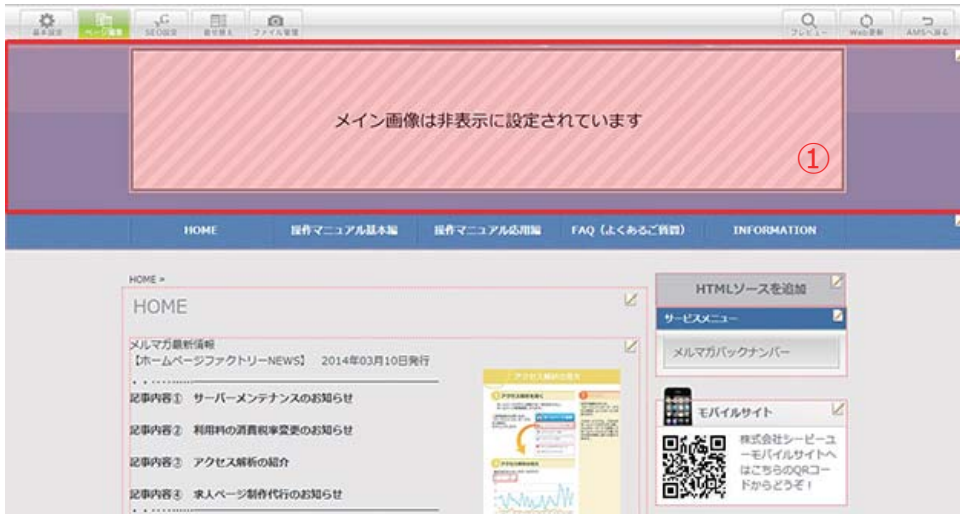 基本設定
ページ編集
SEO設定
着せ替え
ファイル管理
プレビュー
Web更新
AMSへ戻る
メイン画像は非表示に設定されています
①
HOME
操作マニュアル基本編
操作マニュアル応用編
FAQ（よくあるご質問）
INFORMATION
HOME »
HOME
メルマガ最新情報
【ホームページファクトリーNEWS】 2014年03月10日発行
記事内容① サーバーメンテナンスのお知らせ
記事内容② 利用料の消費税率変更のお知らせ
記事内容③ アクセス解析の紹介
記事内容④ 求人ページ制作代行のお知らせ
アクセス解析の見方
HTMLソースを追加
サービスメニュー
メルマガバックナンバー
モバイルサイト
株式会社シーピーユ
ーモバイルサイトへ
はこちらのQRコー
ドからどうぞ！